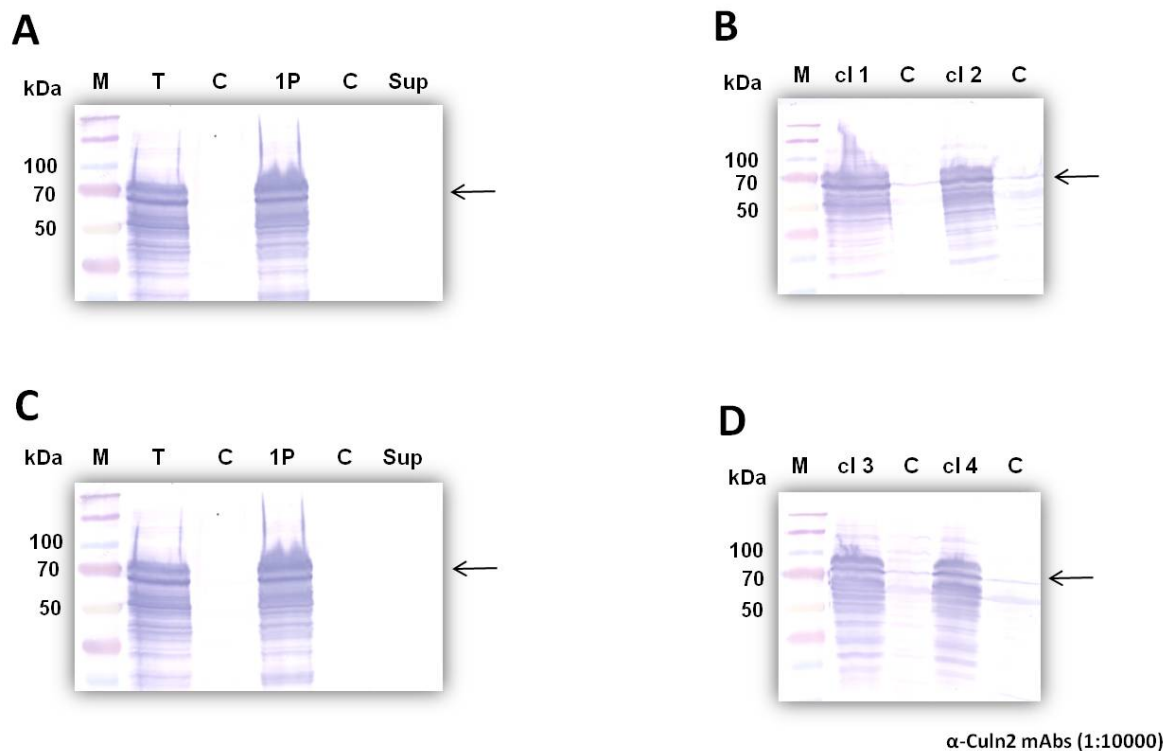 A
kDa M T C 1P C Sup
100
70
50
B
kDa M cl 1 C cl 2 C
100
70
50
C
kDa M T C 1P C Sup
100
70
50
D
kDa M cl 3 C cl 4 C
100
70
50
α-Culn2 mAbs (1:10000)